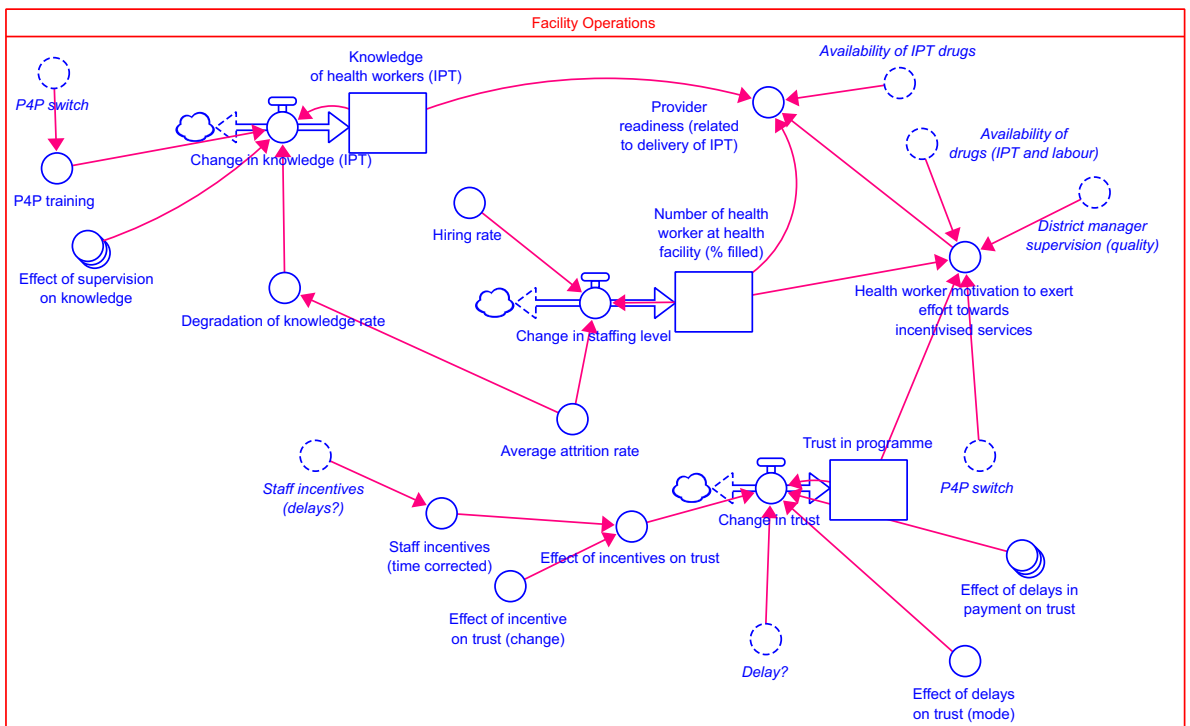 Facility Operations
P4P switch
Knowledge
of health workers (IPT)
Availability of IPT drugs
Provider
readiness (related
to delivery of IPT)
Change in knowledge (IPT)
Availability of
drugs (IPT and labour)
P4P training
Hiring rate
Number of health
worker at health
facility (% filled)
District manager
supervision (quality)
Effect of supervision
on knowledge
Degradation of knowledge rate
Change in staffing level
Health worker motivation to exert
effort towards
incentivised services
Average attrition rate
Trust in programme
Staff incentives
(delays?)
P4P switch
Change in trust
Staff incentives
(time corrected)
Effect of incentives on trust
Effect of delays in
payment on trust
Effect of incentive
on trust (change)
Delay?
Effect of delays
on trust (mode)